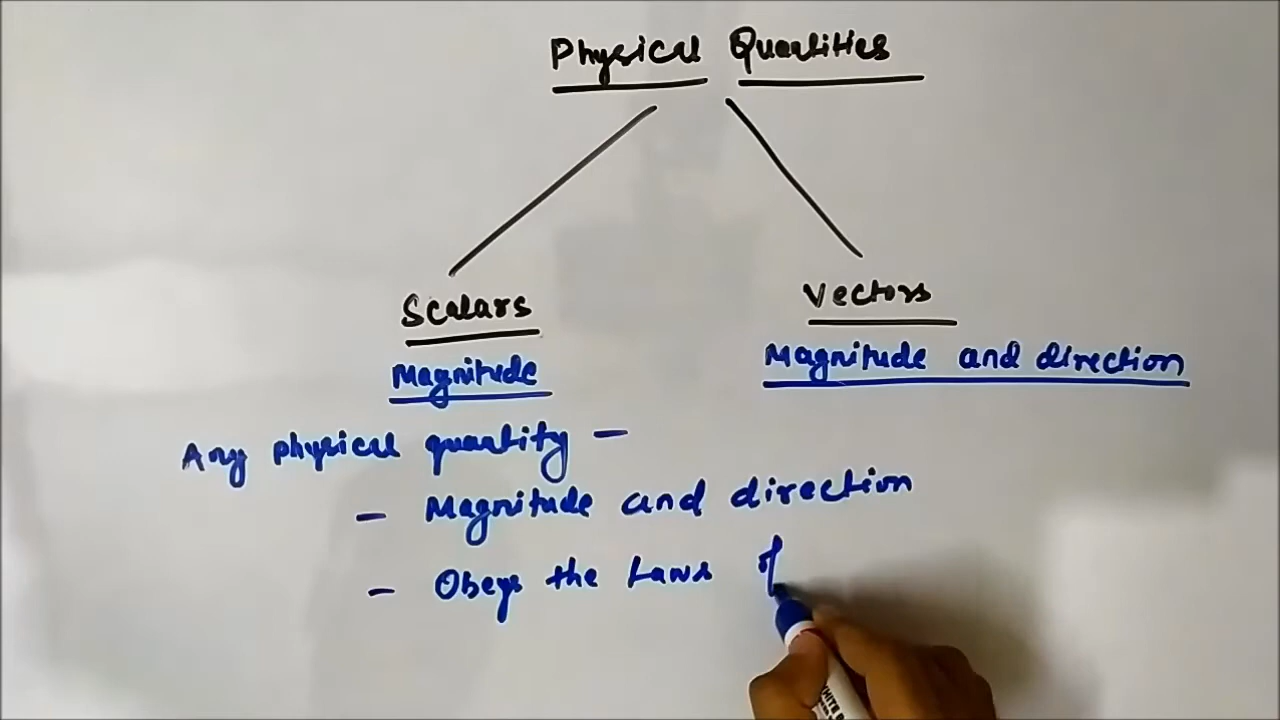 Physical Quantities
Scalars
Vectors
Magnitude
Magnitude and direction
Any physical quantity —
— Magnitude and direction
— Obeys the Laws of